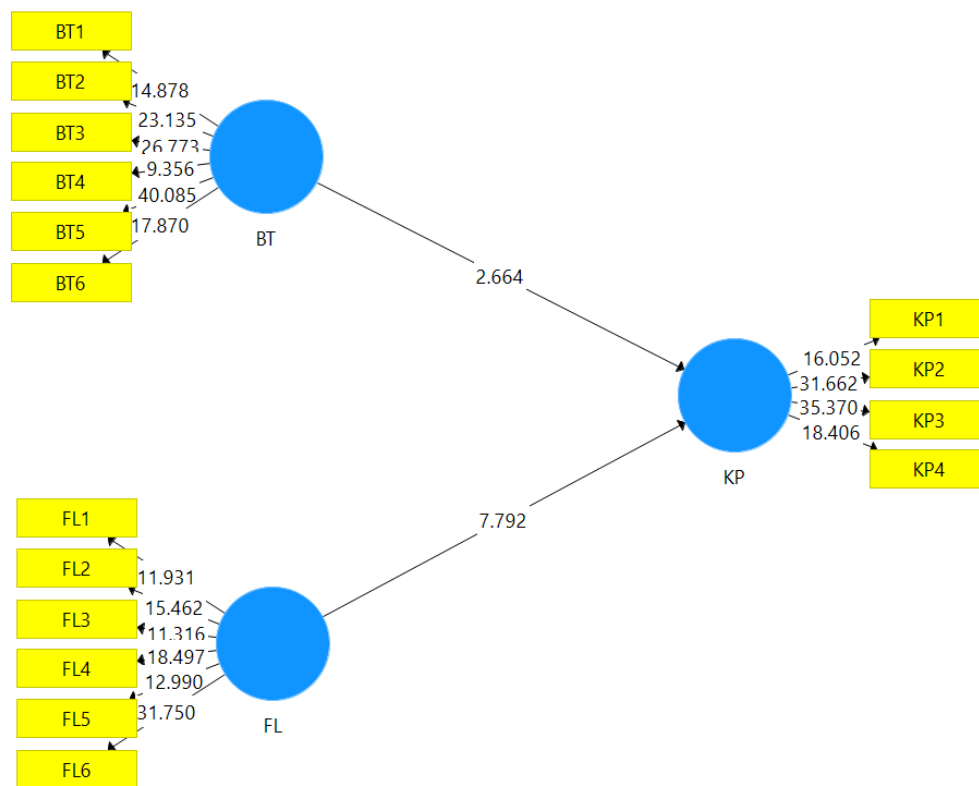 BT1
BT2
BT3
BT4
BT5
BT6
14.878
23.135
26.773
9.356
40.085
17.870
BT
2.664
KP1
KP2
KP3
KP4
16.052
31.662
35.370
18.406
KP
7.792
FL1
FL2
FL3
FL4
FL5
FL6
11.931
15.462
11.316
18.497
12.990
31.750
FL